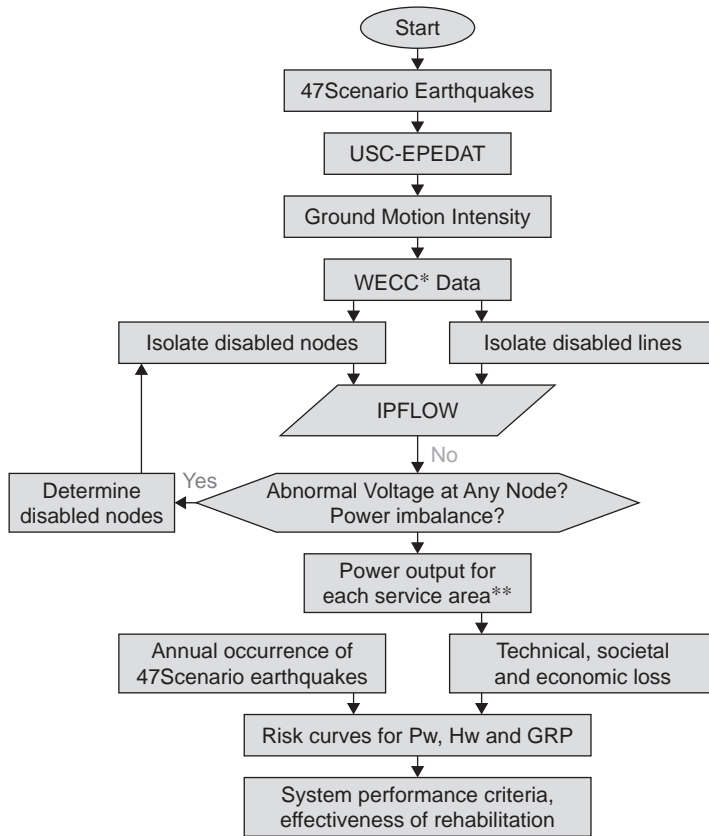 Start
47Scenario Earthquakes
USC-EPEDAT
Ground Motion Intensity
WECC* Data
Isolate disabled nodes
Isolate disabled lines
IPFLOW
No
Yes
Determine
disabled nodes
Abnormal Voltage at Any Node?
Power imbalance?
Power output for
each service area**
Annual occurrence of
47Scenario earthquakes
Technical, societal
and economic loss
Risk curves for Pw, Hw and GRP
System performance criteria,
effectiveness of rehabilitation